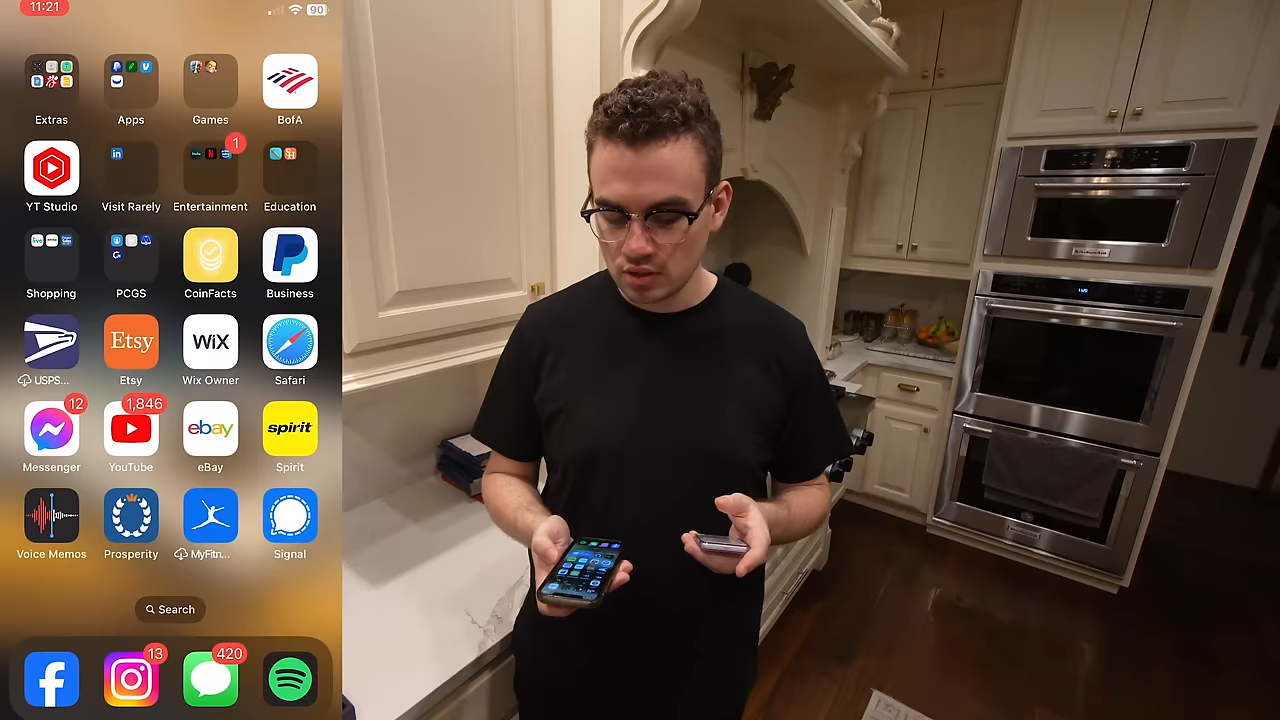 11:21
90
Extras
Apps
Games
BofA
1
YT Studio
Visit Rarely
Entertainment
Education
Shopping
PCGS
CoinFacts
Business
Etsy
WiX
USPS...
Etsy
Wix Owner
Safari
12
1,846
ebay
spirit
Messenger
YouTube
eBay
Spirit
Voice Memos
Prosperity
MyFitn...
Signal
Search
13
420
KitchenAid